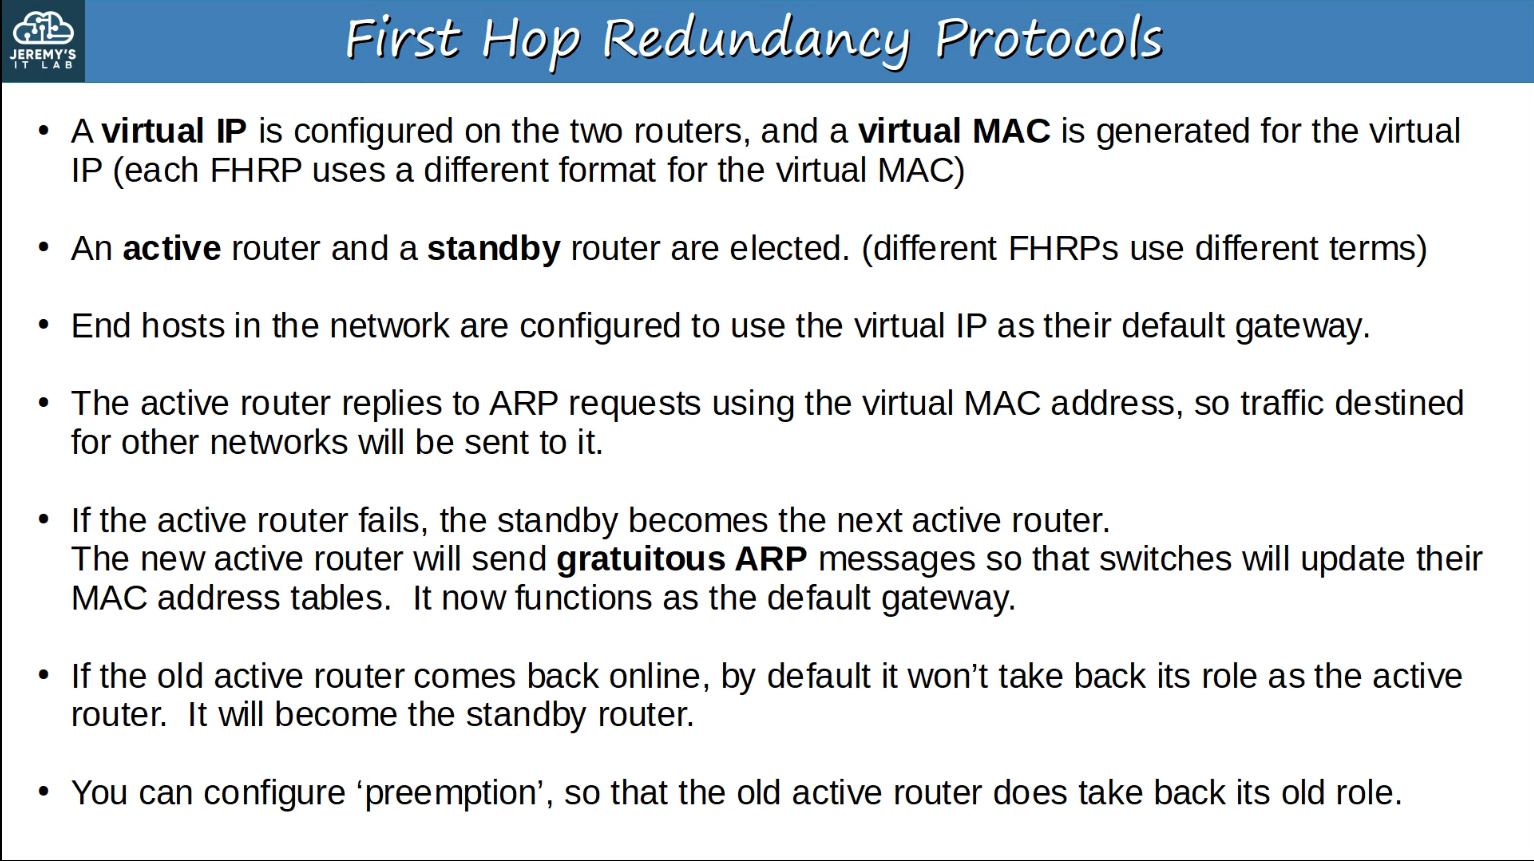 JEREMY'S
IT LAB
First Hop Redundancy Protocols
• A virtual IP is configured on the two routers, and a virtual MAC is generated for the virtual
IP (each FHRP uses a different format for the virtual MAC)
• An active router and a standby router are elected. (different FHRPs use different terms)
• End hosts in the network are configured to use the virtual IP as their default gateway.
• The active router replies to ARP requests using the virtual MAC address, so traffic destined
for other networks will be sent to it.
• If the active router fails, the standby becomes the next active router.
The new active router will send gratuitous ARP messages so that switches will update their
MAC address tables.  It now functions as the default gateway.
• If the old active router comes back online, by default it won’t take back its role as the active
router.  It will become the standby router.
• You can configure ‘preemption’, so that the old active router does take back its old role.